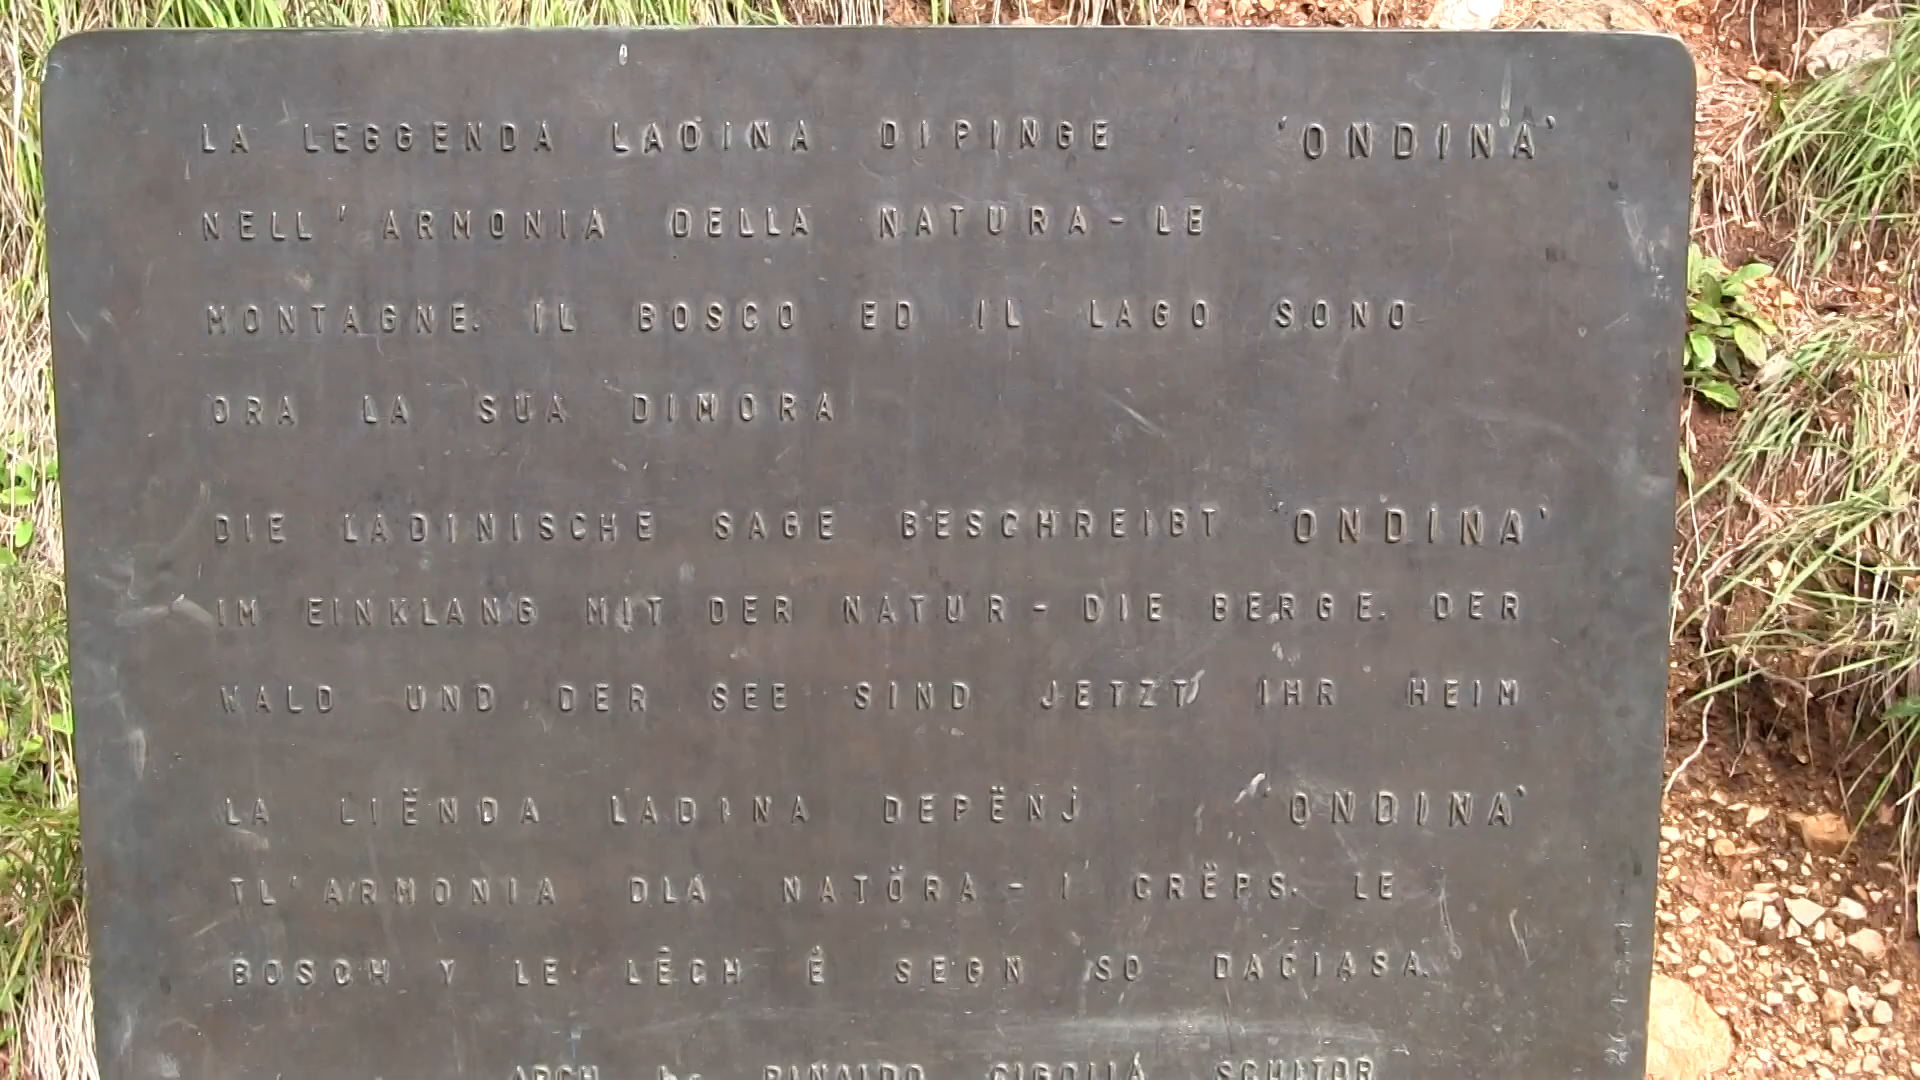 LA LEGGENDA LADINA DIPINGE 'ONDINA'
NELL'ARMONIA DELLA NATURA-LE
MONTAGNE. IL BOSCO ED IL LAGO SONO
ORA LA SUA DIMORA
DIE LADINISCHE SAGE BESCHREIBT 'ONDINA'
IM EINKLANG MIT DER NATUR - DIE BERGE. DER
WALD UND DER SEE SIND JETZT IHR HEIM
LA LIËNDA LADINA DEPËNJ 'ONDINA'
TL'ARMONIA DLA NATÖRA - I CRËPS. LE
BOSCH Y LE LÊCH É SEGN SO DAĆIASA.
ARCH RINALDO